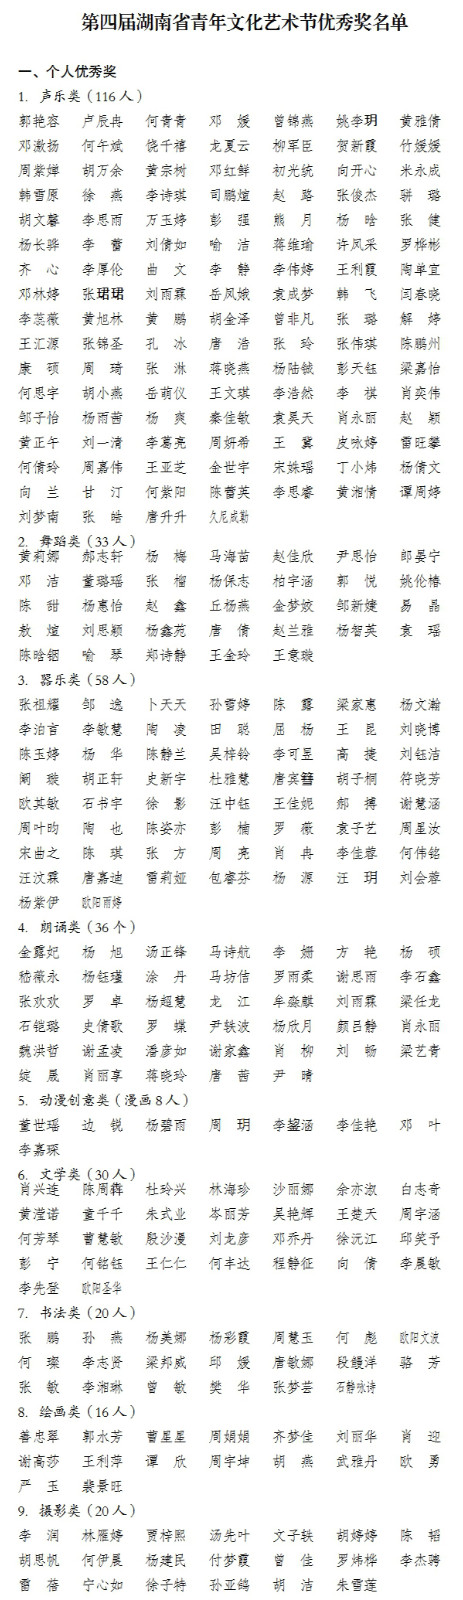 第四届湖南省青年文化艺术节优秀奖名单
一、个人优秀奖
1. 声乐类（116人）
郭艳容 卢辰冉 何青青 邓 媛 曾锦燕 姚李玥 黄雅倩
邓澈扬 何午斌 饶千禧 龙夏云 柳军臣 贺新霞 竹媛媛
周紫婵 胡万余 黄宗树 邓红鲜 初光统 向开心 米永成
韩雪原 徐 燕 李诗琪 司鹏煊 赵 路 张俊杰 骈 璐
胡文馨 李思雨 万玉婷 彭 强 熊 月 杨 晗 张 健
杨长骅 李 蕾 刘倩如 喻 洁 蒋维瑜 许凤采 罗桦彬
齐 心 李厚伦 曲 文 李 静 李伟婷 王利霞 陶单宜
邓林婷 张珺珺 刘雨霖 岳凤娥 袁成梦 韩 飞 闫春晓
李蕊薇 黄旭林 黄 鹏 胡金泽 曾非凡 张 璐 解 婷
王汇源 张锦圣 孔 冰 唐 浩 张 玲 张伟琪 陈鹏州
康 硕 周 琦 张 淋 蒋晓燕 杨陆铖 彭天钰 梁嘉怡
何思宇 胡小燕 岳萌仪 王文琪 李浩然 李 祺 肖奕伟
邹子怡 杨雨茜 杨 爽 秦佳敏 袁昊天 肖永丽 赵 颖
黄正午 刘一清 李葛亮 周妍希 王 冀 皮咏婷 雷旺攀
何倩玲 周嘉伟 王亚芝 金世宇 宋姝瑶 丁小炜 杨倩文
向 兰 甘 汀 何紫阳 陈蕾英 李思睿 黄湘情 谭周婷
刘梦南 张 皓 唐升升 久尼成勒
2. 舞蹈类（33人）
黄莉娜 郝志轩 杨 梅 马海苗 赵佳欣 尹思怡 郎晏宁
邓 洁 董璐瑶 张 榴 杨保志 柏宇涵 郭 悦 姚伦椿
陈 甜 杨惠怡 赵 鑫 丘杨燕 金梦姣 邹新婕 易 晶
敖 煊 刘思颖 杨鑫苑 唐 倩 赵兰雅 杨智英 袁 瑶
陈晗铟 喻 琴 郑诗静 王金玲 王意璇
3. 器乐类（58人）
张祖耀 邹 逸 卜天天 孙雪婷 陈 露 梁家惠 杨文瀚
李泊言 李敏慧 陶 凌 田 聪 屈 杨 王 昆 刘晓博
陈玉婷 杨 华 陈静兰 吴梓铃 李可昱 高 捷 刘钰洁
阙 璇 胡正轩 史新宇 杜雅慧 唐宾簪 胡子桐 符晓芳
欧其敏 石书宇 徐 影 汪中钰 王佳妮 郝 搏 谢慧涵
周叶昀 陶 也 陈姿亦 彭 楠 罗 薇 袁子艺 周星汝
宋曲之 陈 琪 张 方 周 亮 肖 冉 李佳蓉 何伟铭
汪汶霖 唐嘉迪 雷莉娅 包睿芬 杨 源 汪 玥 刘会蓉
杨紫伊 欧阳雨婷
4. 朗诵类（36个）
金露妃 杨 旭 汤正锋 马诗航 李 姗 方 艳 杨 硕
嵇薇永 杨钰瑾 涂 丹 马坊信 罗雨柔 谢思雨 李石鑫
张欢欢 罗 卓 杨超慧 龙 江 牟淼麒 刘雨霖 梁任龙
石铠璐 史倩歌 罗 蝶 尹轶波 杨欣月 颜吕静 肖永丽
魏洪哲 谢孟凌 潘彦如 谢家鑫 肖 柳 刘 畅 梁艺青
绽 晟 肖丽享 蒋晓玲 唐 茜 尹 晴
5. 动漫创意类（漫画8人）
董世瑶 边 锐 杨碧雨 周 玥 李鋆涵 李佳艳 邓 叶
李嘉琛
6. 文学类（30人）
肖兴连 陈周犇 杜玲兴 林海珍 沙丽娜 余亦淑 白志奇
黄滢诺 童千千 朱式业 岑丽芳 吴艳辉 王楚天 周宇涵
何芳琴 曹慧敏 殷沙漫 刘龙彦 邓乔丹 徐沅江 邱笑予
彭 宁 何铭钰 王仁仁 何丰达 程静征 向 倩 李展敏
李先登 欧阳圣华
7. 书法类（20人）
张 鹏 孙 燕 杨美娜 杨彩霞 周慧玉 何 彪 欧阳文波
何 璨 李志贤 梁邦威 邱 媛 唐敏娜 段馥洋 骆 芳
张 敏 李湘琳 曾 敏 樊 华 张梦芸 石静咏诗
8. 绘画类（16人）
善忠翠 郭水芳 曹星星 周娟娟 齐梦佳 刘丽华 肖 迎
谢高莎 王利萍 谭 欣 周宇坤 胡 燕 武雅丹 欧 勇
严 玉 裴景旺
9. 摄影类（20人）
李 润 林雁婷 贾梓熙 汤先叶 文子轶 胡婷婷 陈 韬
胡思帆 何伊晨 杨建民 付梦霞 曾 佳 罗炜桦 李杰骋
雷 蓓 宁心如 徐子特 孙亚鸽 胡 洁 朱雪莲